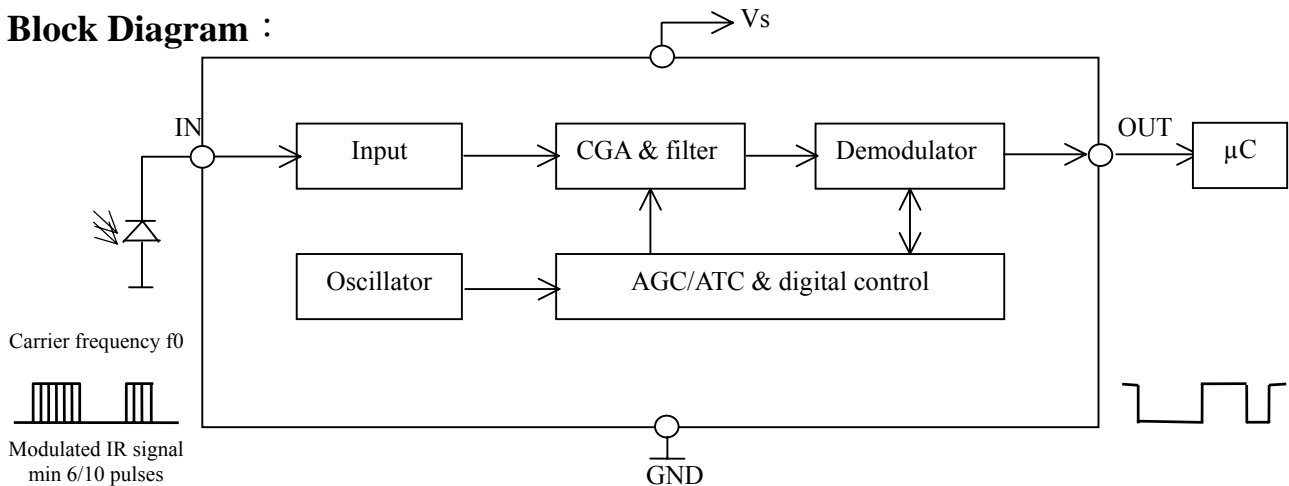 Block Diagram：
Vs
IN
Input
CGA & filter
Demodulator
OUT
µC
Oscillator
AGC/ATC & digital control
Carrier frequency f0
Modulated IR signal
min 6/10 pulses
GND